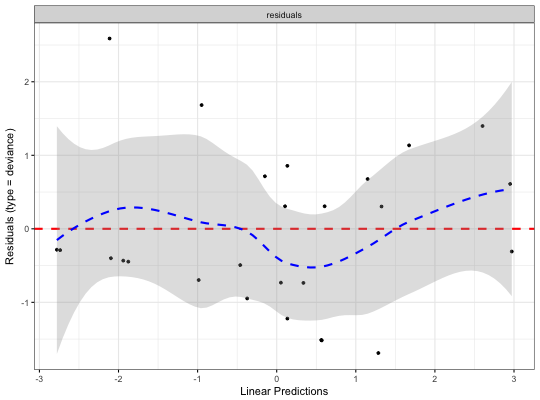 residuals
Residuals (type = deviance)
2
1
0
-1
-3 -2 -1 0 1 2 3
Linear Predictions